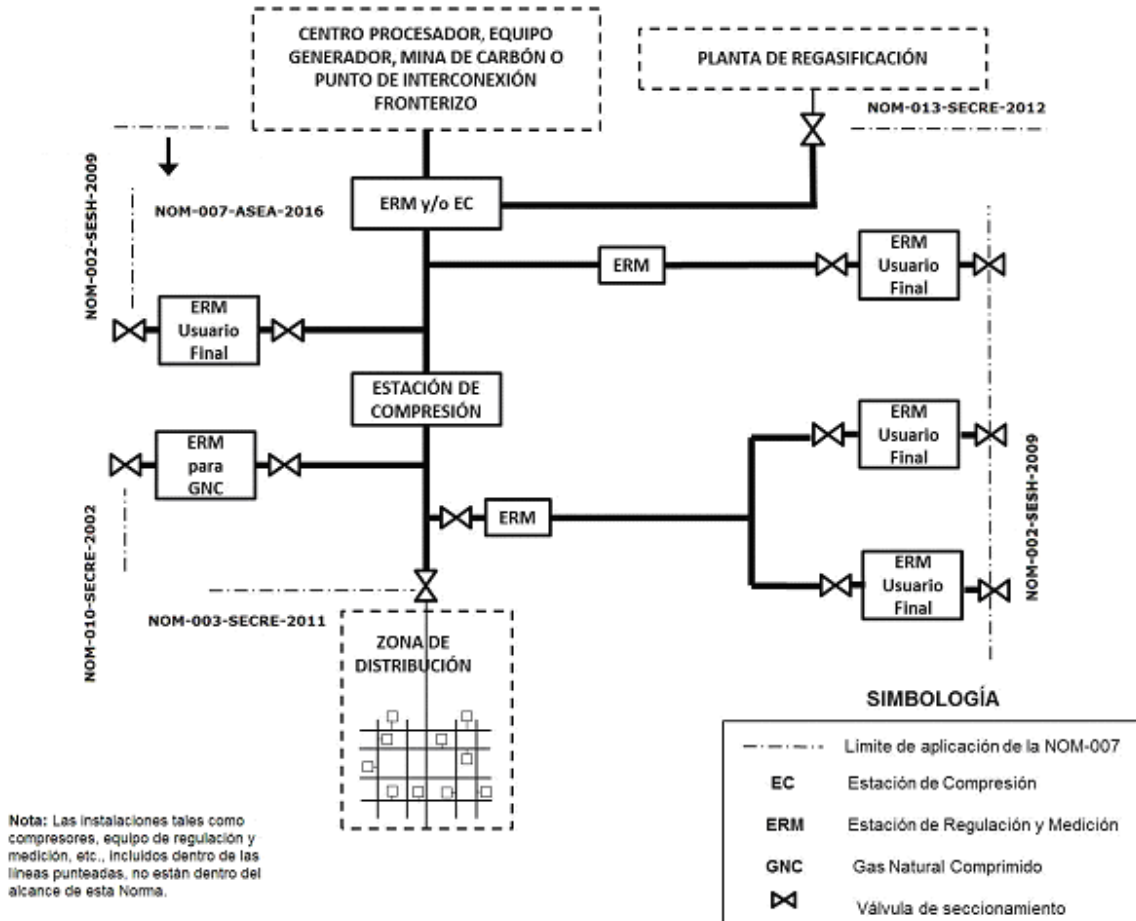 CENTRO PROCESADOR, EQUIPO
GENERADOR, MINA DE CARBÓN O
PUNTO DE INTERCONEXIÓN
FRONTERIZO
PLANTA DE REGASIFICACIÓN
NOM-013-SECRE-2012
NOM-002-SESH-2009
NOM-007-ASEA-2016
ERM y/o EC
ERM
ERM
Usuario
Final
ERM
Usuario
Final
ESTACIÓN DE
COMPRESIÓN
ERM
Usuario
Final
ERM
para
GNC
ERM
NOM-002-SESH-2009
ERM
Usuario
Final
NOM-010-SECRE-2002
NOM-003-SECRE-2011
ZONA DE
DISTRIBUCIÓN
SIMBOLOGÍA
Límite de aplicación de la NOM-007
EC Estación de Compresión
ERM Estación de Regulación y Medición
GNC Gas Natural Comprimido
Válvula de seccionamiento
Nota: Las instalaciones tales como
compresores, equipo de regulación y
medición, etc., incluidos dentro de las
líneas punteadas, no están dentro del
alcance de esta Norma.